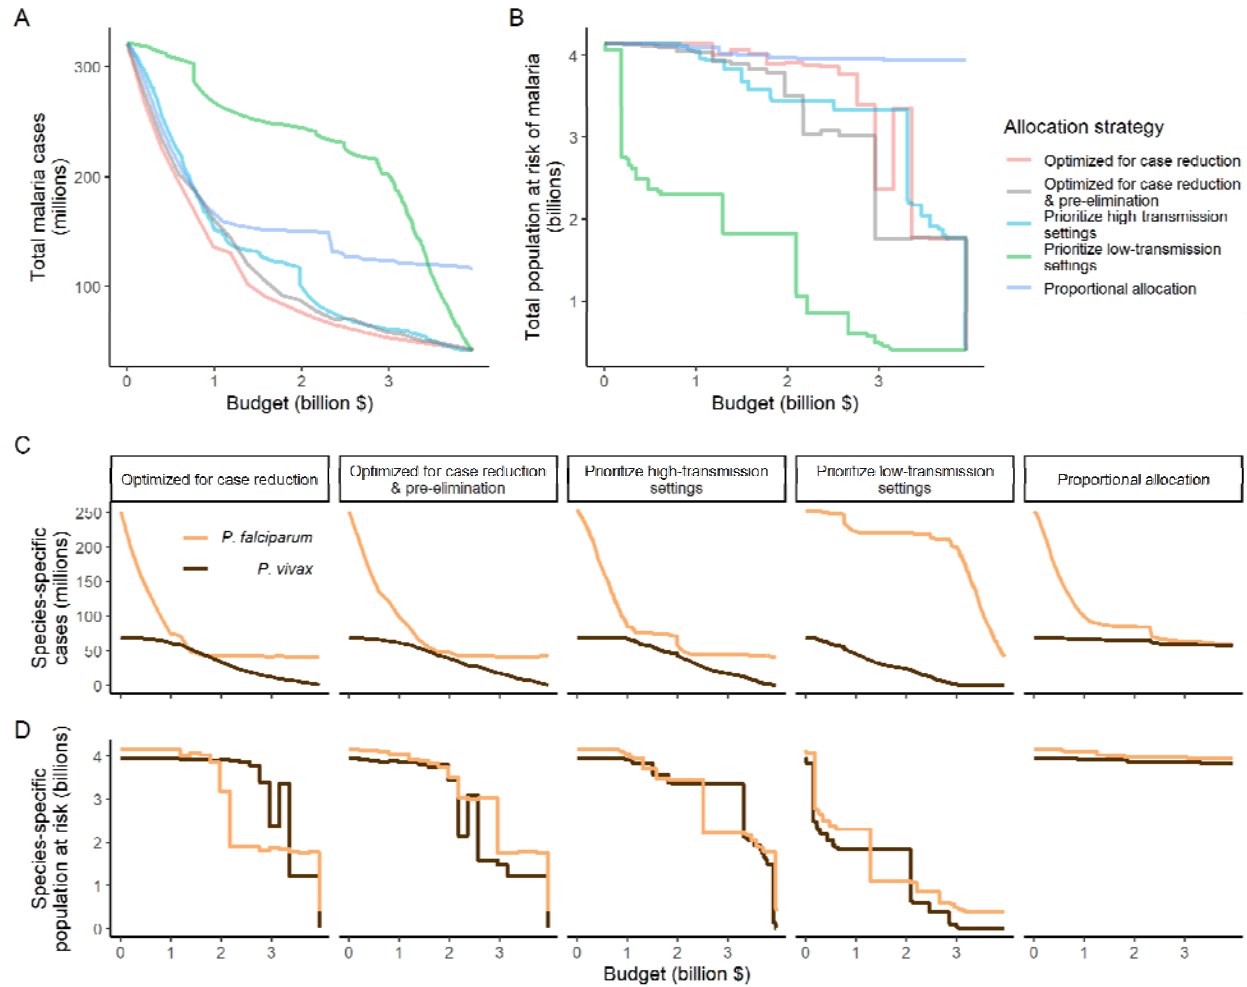 A
Total malaria cases
(millions)
300
200
100
0
1
2
3
Budget (billion $)
B
Total population at risk of malaria
(billions)
4
3
2
1
0
1
2
3
Budget (billion $)
Allocation strategy
Optimized for case reduction
Optimized for case reduction
& pre-elimination
Prioritize high transmission
settings
Prioritize low-transmission
settings
Proportional allocation
C
Optimized for case reduction
Optimized for case reduction
& pre-elimination
Prioritize high-transmission
settings
Prioritize low-transmission
settings
Proportional allocation
Species-specific
cases (millions)
250
200
150
100
50
0
P. falciparum
P. vivax
D
Species-specific
population at risk (billions)
4
3
2
1
0
0
1
2
3
0
1
2
3
0
1
2
3
0
1
2
3
0
1
2
3
Budget (billion $)